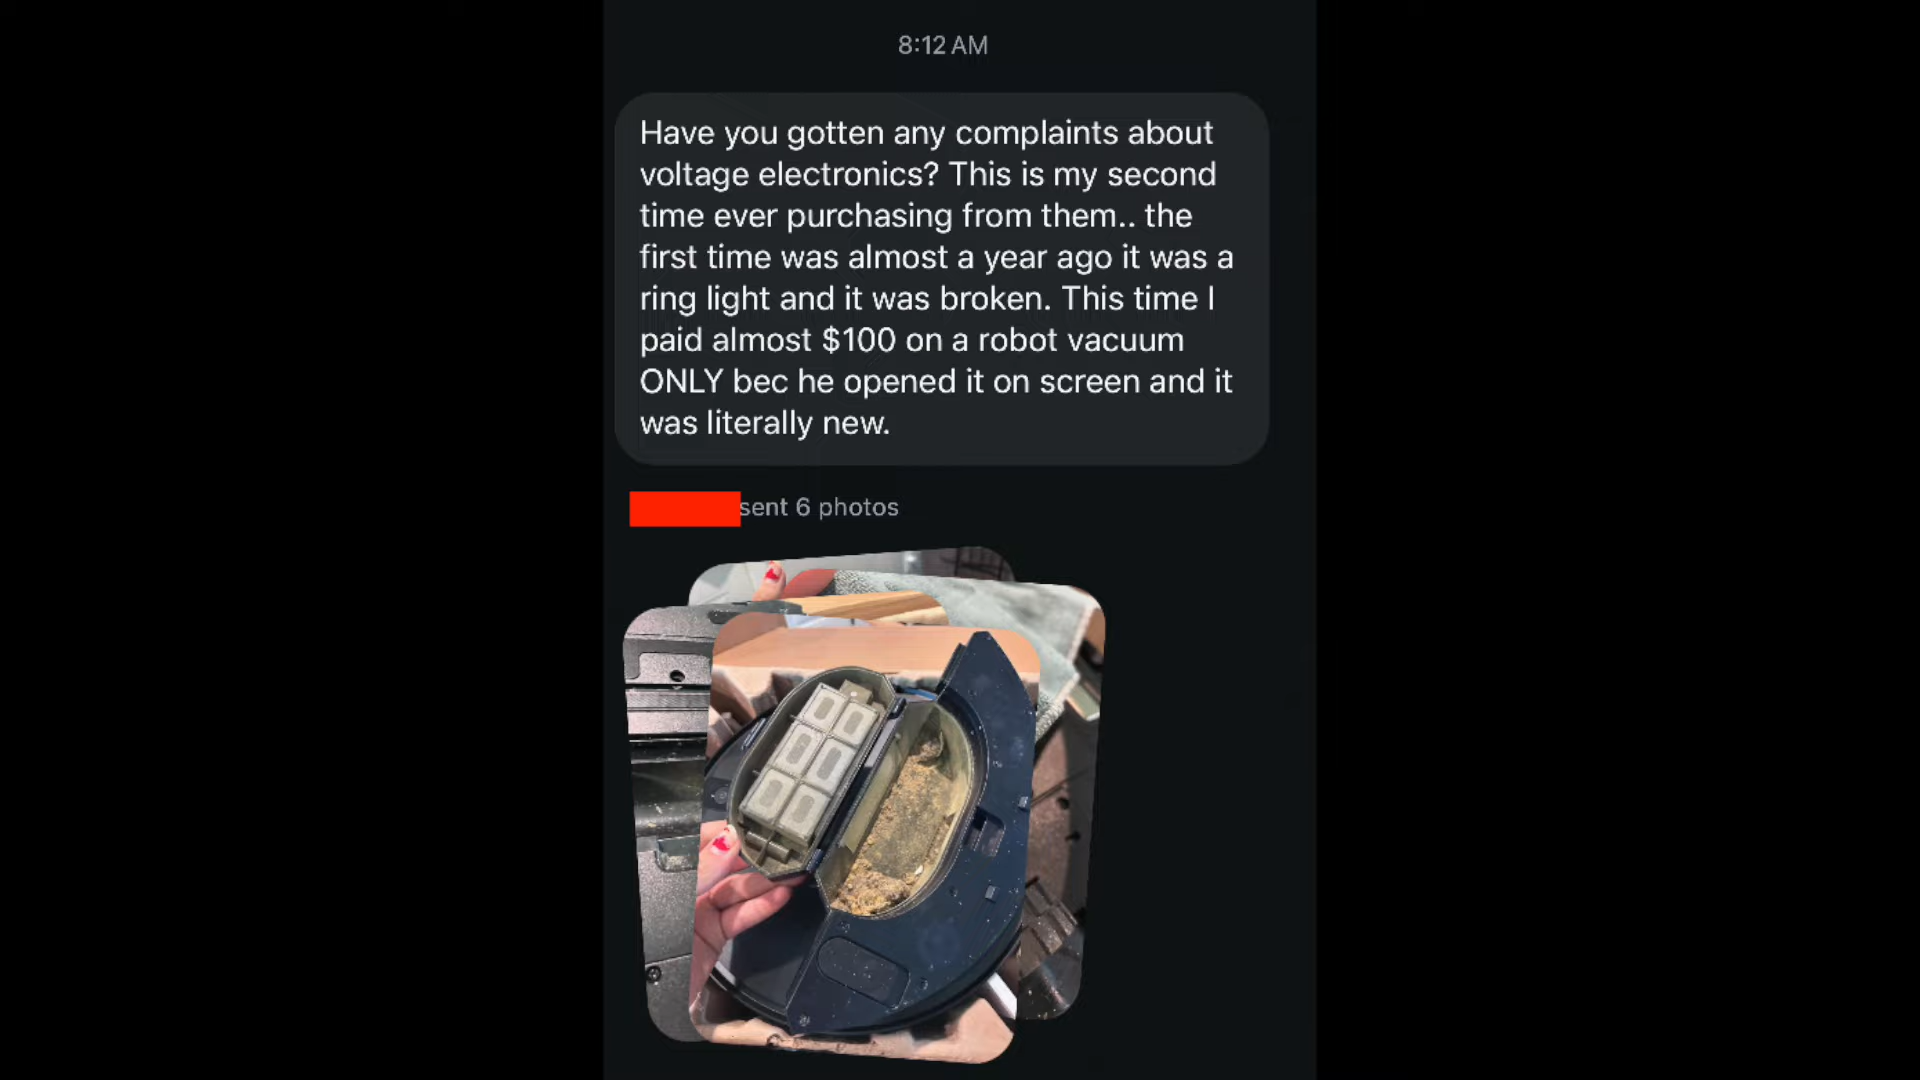 8:12 AM
Have you gotten any complaints about
voltage electronics? This is my second
time ever purchasing from them.. the
first time was almost a year ago it was a
ring light and it was broken. This time I
paid almost $100 on a robot vacuum
ONLY bec he opened it on screen and it
was literally new.
sent 6 photos